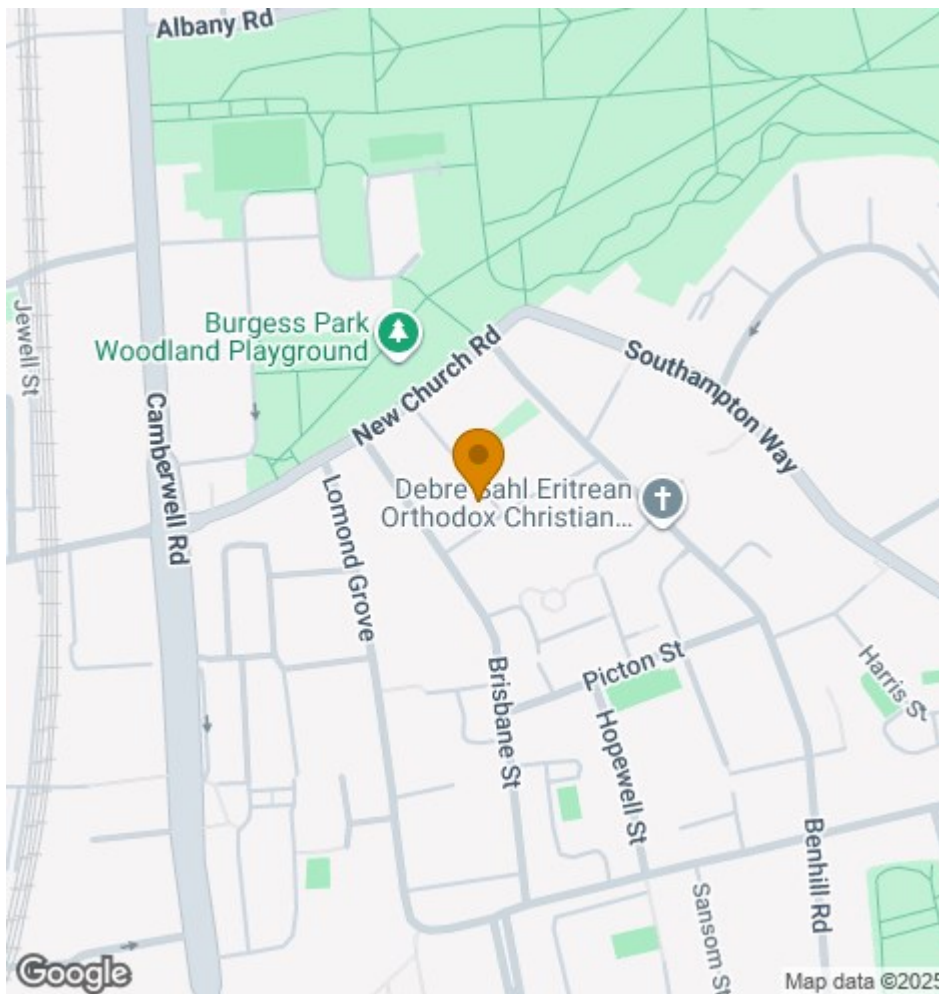 Albany Rd
Jewell St
Burgess Park
Woodland Playground
New Church Rd
Southampton Way
Camberwell Rd
Debre Sahl Eritrean
Orthodox Christian...
Lomond Grove
Brisbane St
Picton St
Harris St
Hopewell St
Benhill Rd
Sansom St
Google
Map data ©2025